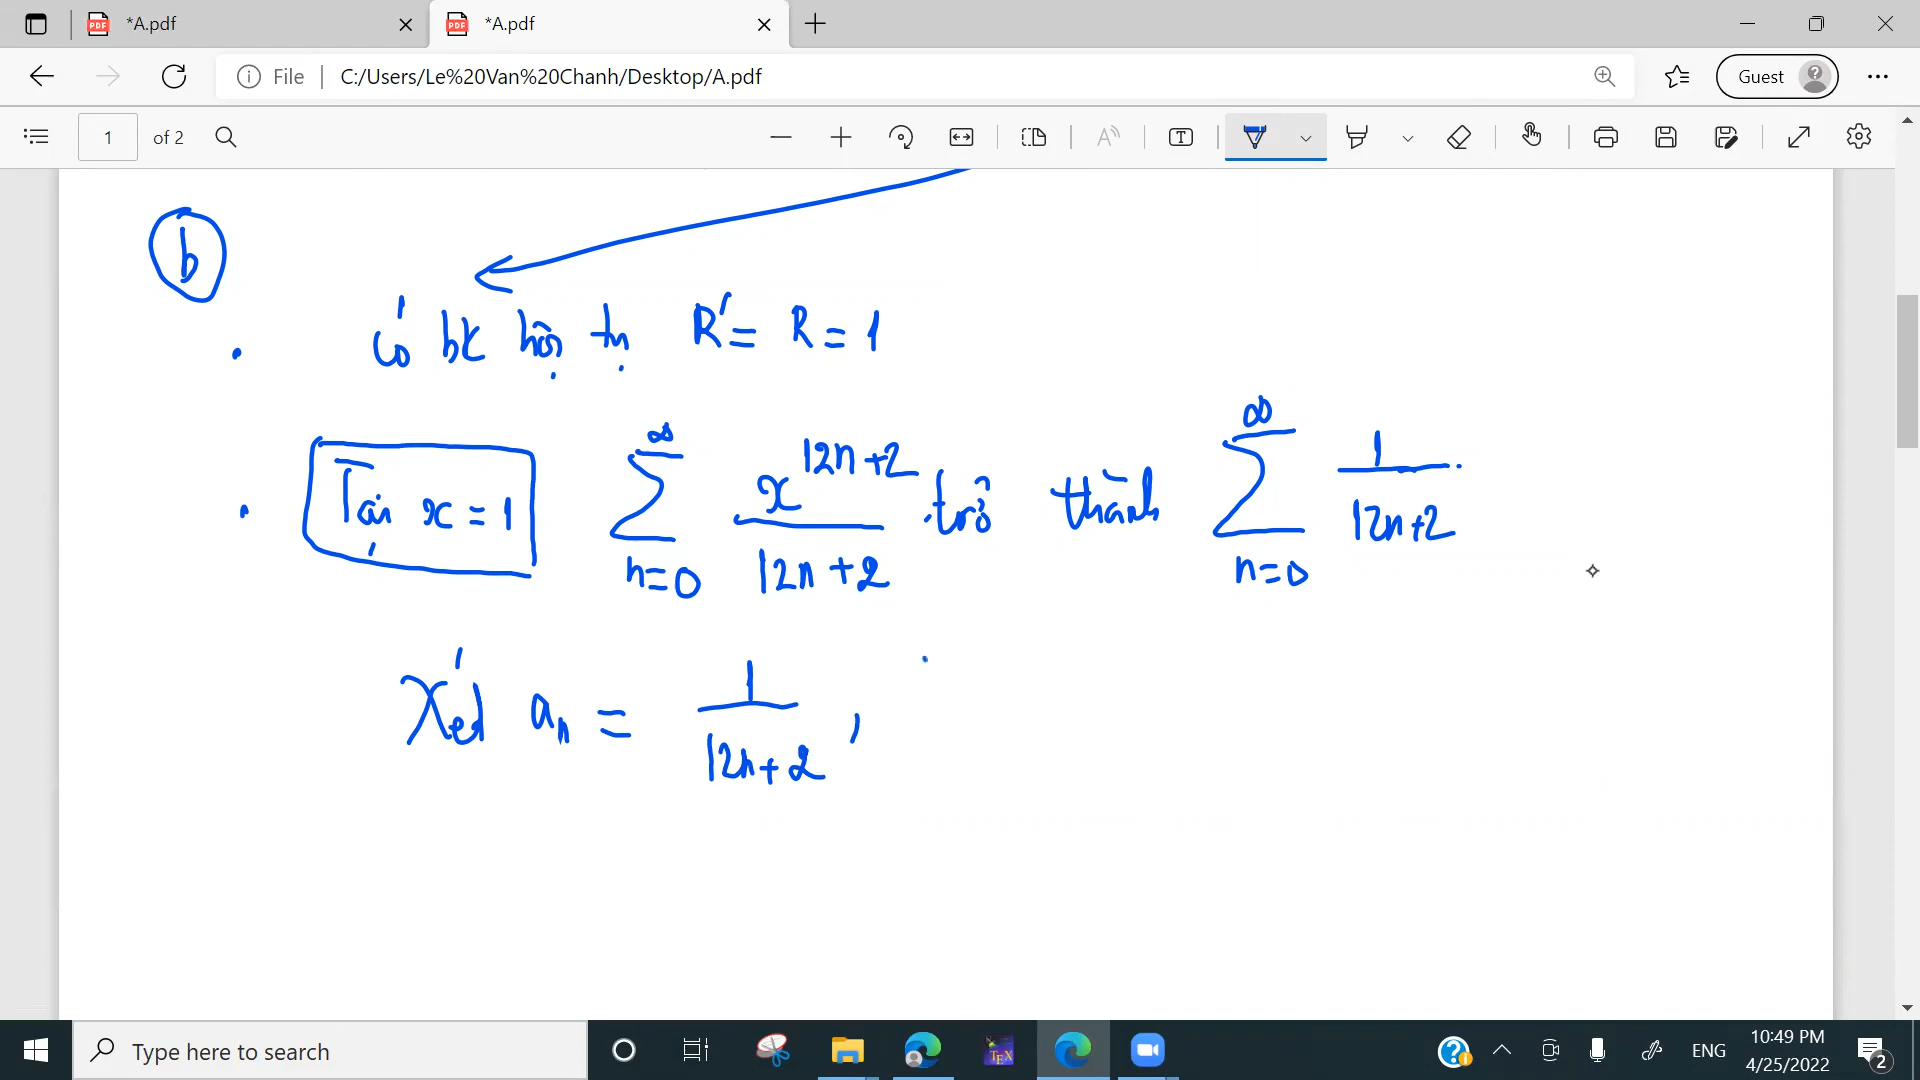 *A.pdf
*A.pdf
File
C:/Users/Le%20Van%20Chanh/Desktop/A.pdf
Guest
1 of 2
b
có bk hội tụ R' = R = 1
Tại x = 1 ∑_{n=0}^{∞} x^{12n+2}/(12n+2) trở thành ∑_{n=0}^{∞} 1/(12n+2)
Xét a_n = 1/(12n+2) ,
Type here to search
ENG
10:49 PM
4/25/2022
2